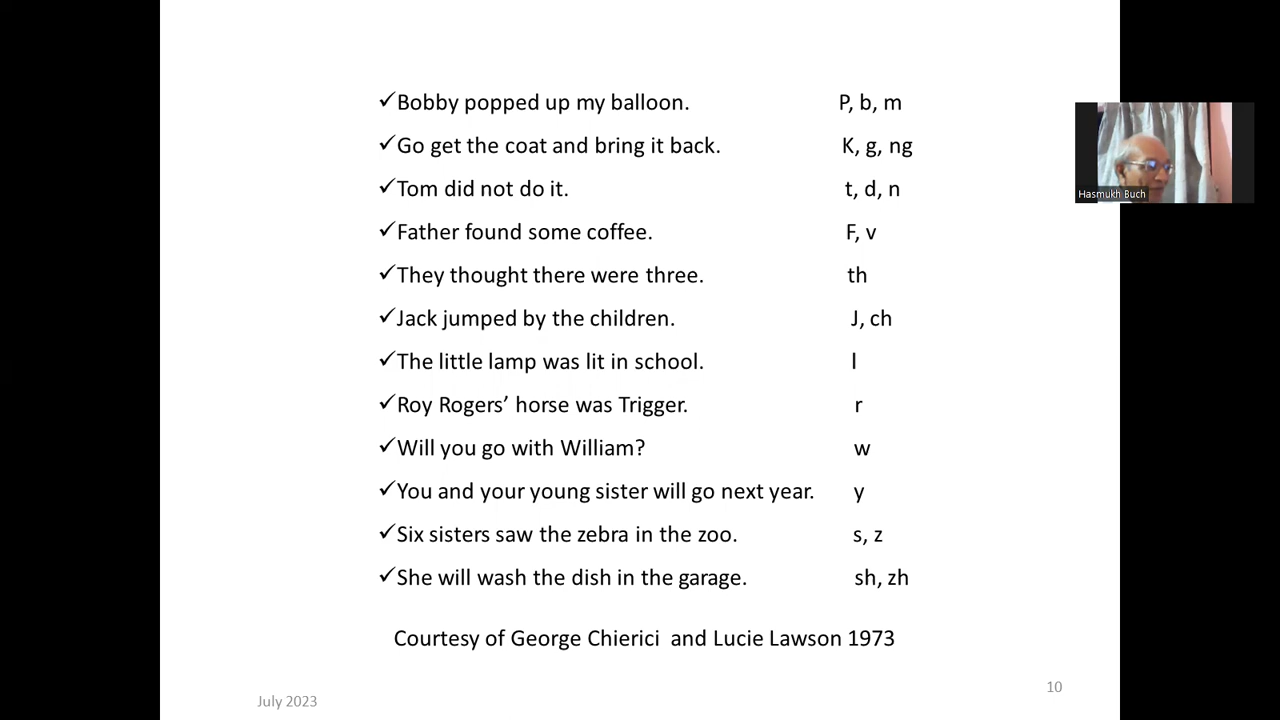 ✓Bobby popped up my balloon. P, b, m
✓Go get the coat and bring it back. K, g, ng
✓Tom did not do it. t, d, n
✓Father found some coffee. F, v
✓They thought there were three. th
✓Jack jumped by the children. J, ch
✓The little lamp was lit in school. l
✓Roy Rogers’ horse was Trigger. r
✓Will you go with William? w
✓You and your young sister will go next year. y
✓Six sisters saw the zebra in the zoo. s, z
✓She will wash the dish in the garage. sh, zh
Courtesy of George Chierici and Lucie Lawson 1973
July 2023
10
Hasmukh Buch